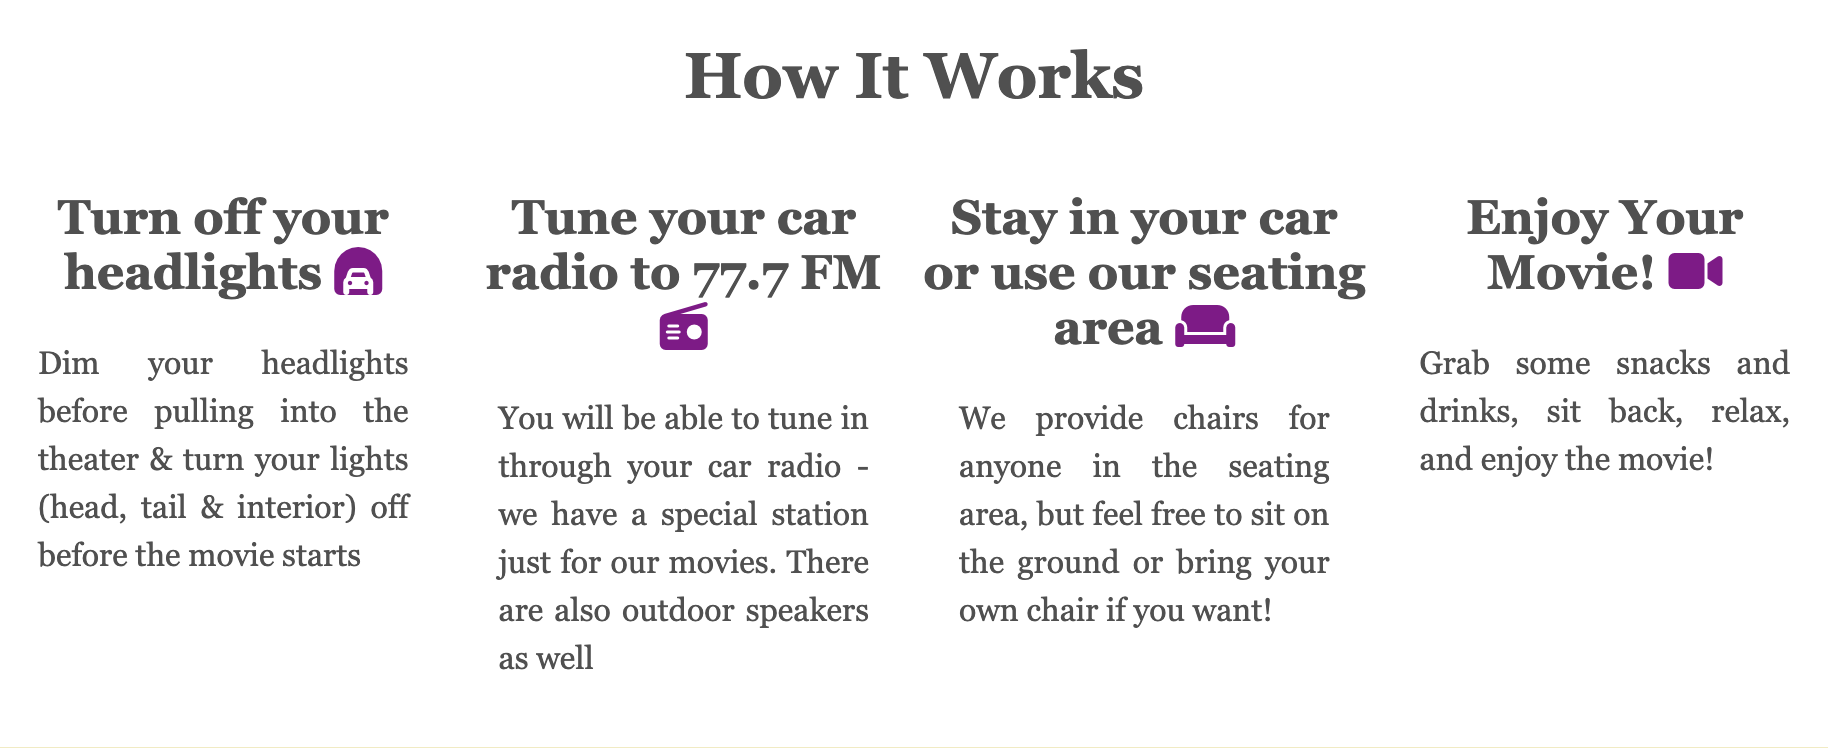 How It Works
Turn off your
headlights
Dim your headlights
before pulling into the
theater & turn your lights
(head, tail & interior) off
before the movie starts
Tune your car
radio to 77.7 FM
You will be able to tune in
through your car radio -
we have a special station
just for our movies. There
are also outdoor speakers
as well
Stay in your car
or use our seating
area
We provide chairs for
anyone in the seating
area, but feel free to sit on
the ground or bring your
own chair if you want!
Enjoy Your
Movie!
Grab some snacks and
drinks, sit back, relax,
and enjoy the movie!